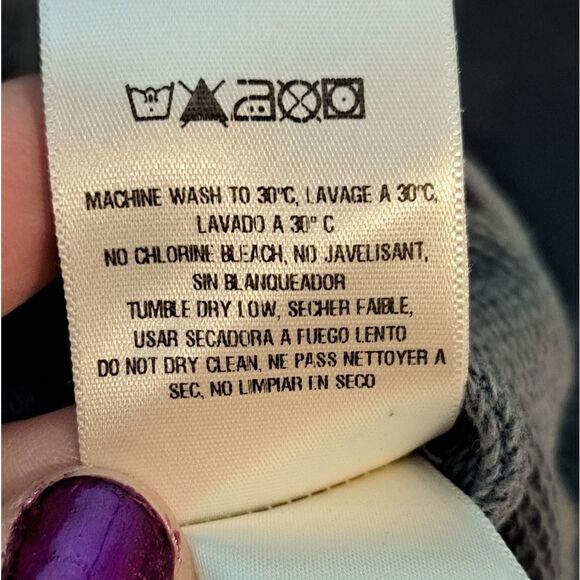 MACHINE WASH TO 30°C, LAVAGE A 30°C,
LAVADO A 30° C
NO CHLORINE BLEACH, NO JAVELISANT,
SIN BLANQUEADOR
TUMBLE DRY LOW, SECHER FAIBLE,
USAR SECADORA A FUEGO LENTO
DO NOT DRY CLEAN, NE PASS NETTOYER A
SEC, NO LIMPIAR EN SECO